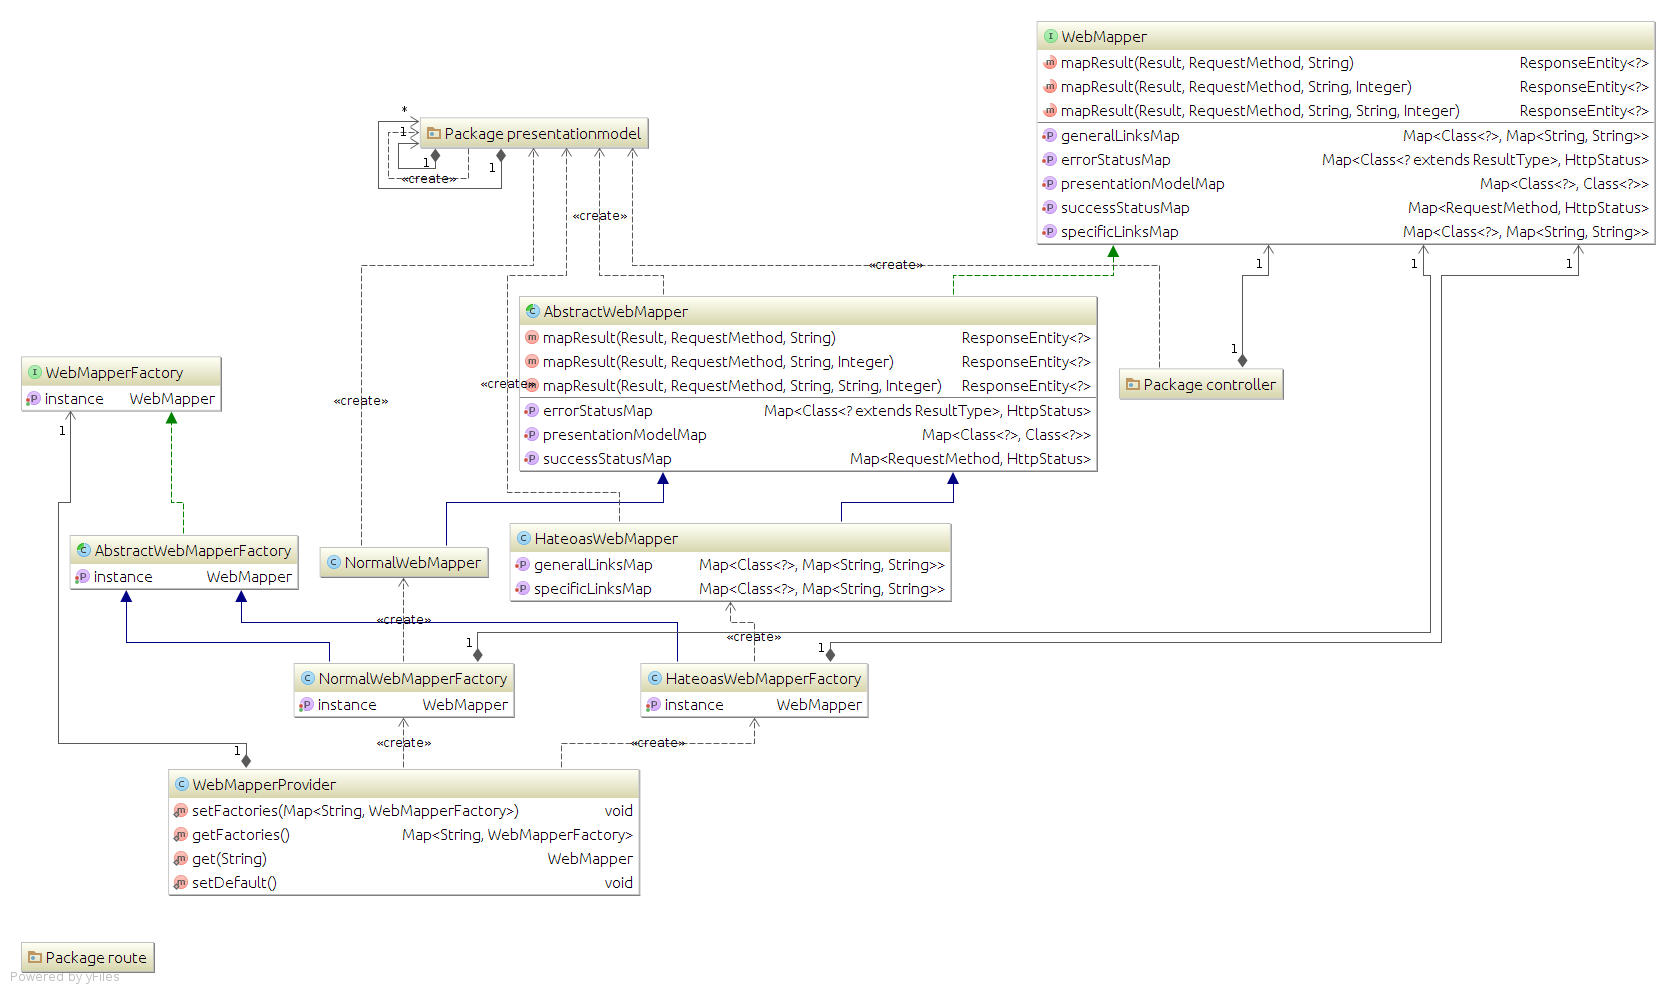 WebMapper
mapResult(Result, RequestMethod, String) ResponseEntity<?>
mapResult(Result, RequestMethod, String, Integer) ResponseEntity<?>
mapResult(Result, RequestMethod, String, String, Integer) ResponseEntity<?>
generalLinksMap Map<Class<?>, Map<String, String>>
errorStatusMap Map<Class<? extends ResultType>, HttpStatus>
presentationModelMap Map<Class<?>, Class<?>>
successStatusMap Map<RequestMethod, HttpStatus>
specificLinksMap Map<Class<?>, Map<String, String>>
*
1
Package presentationmodel
1
1
«create»
«create»
«create»
1
1
1
AbstractWebMapper
mapResult(Result, RequestMethod, String) ResponseEntity<?>
mapResult(Result, RequestMethod, String, Integer) ResponseEntity<?>
mapResult(Result, RequestMethod, String, String, Integer) ResponseEntity<?>
errorStatusMap Map<Class<? extends ResultType>, HttpStatus>
presentationModelMap Map<Class<?>, Class<?>>
successStatusMap Map<RequestMethod, HttpStatus>
1
Package controller
«create»
«create»
WebMapperFactory
instance WebMapper
1
AbstractWebMapperFactory
instance WebMapper
NormalWebMapper
HateoasWebMapper
generalLinksMap Map<Class<?>, Map<String, String>>
specificLinksMap Map<Class<?>, Map<String, String>>
«create»
«create»
1
1
NormalWebMapperFactory
instance WebMapper
HateoasWebMapperFactory
instance WebMapper
«create»
«create»
1
WebMapperProvider
setFactories(Map<String, WebMapperFactory>) void
getFactories() Map<String, WebMapperFactory>
get(String) WebMapper
setDefault() void
Package route
Powered by yFiles